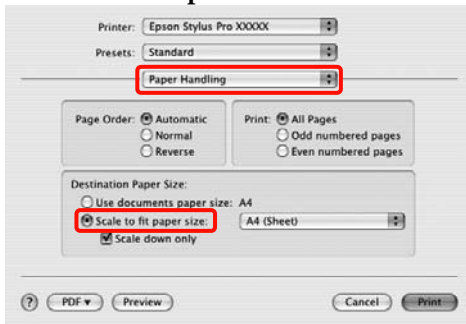 Printer: Epson Stylus Pro XXXXX
Presets: Standard
Paper Handling
Page Order: Automatic Print: All Pages
Normal Odd numbered pages
Reverse Even numbered pages
Destination Paper Size:
Use documents paper size: A4
Scale to fit paper size: A4 (Sheet)
Scale down only
? PDF ▼ Preview Cancel Print